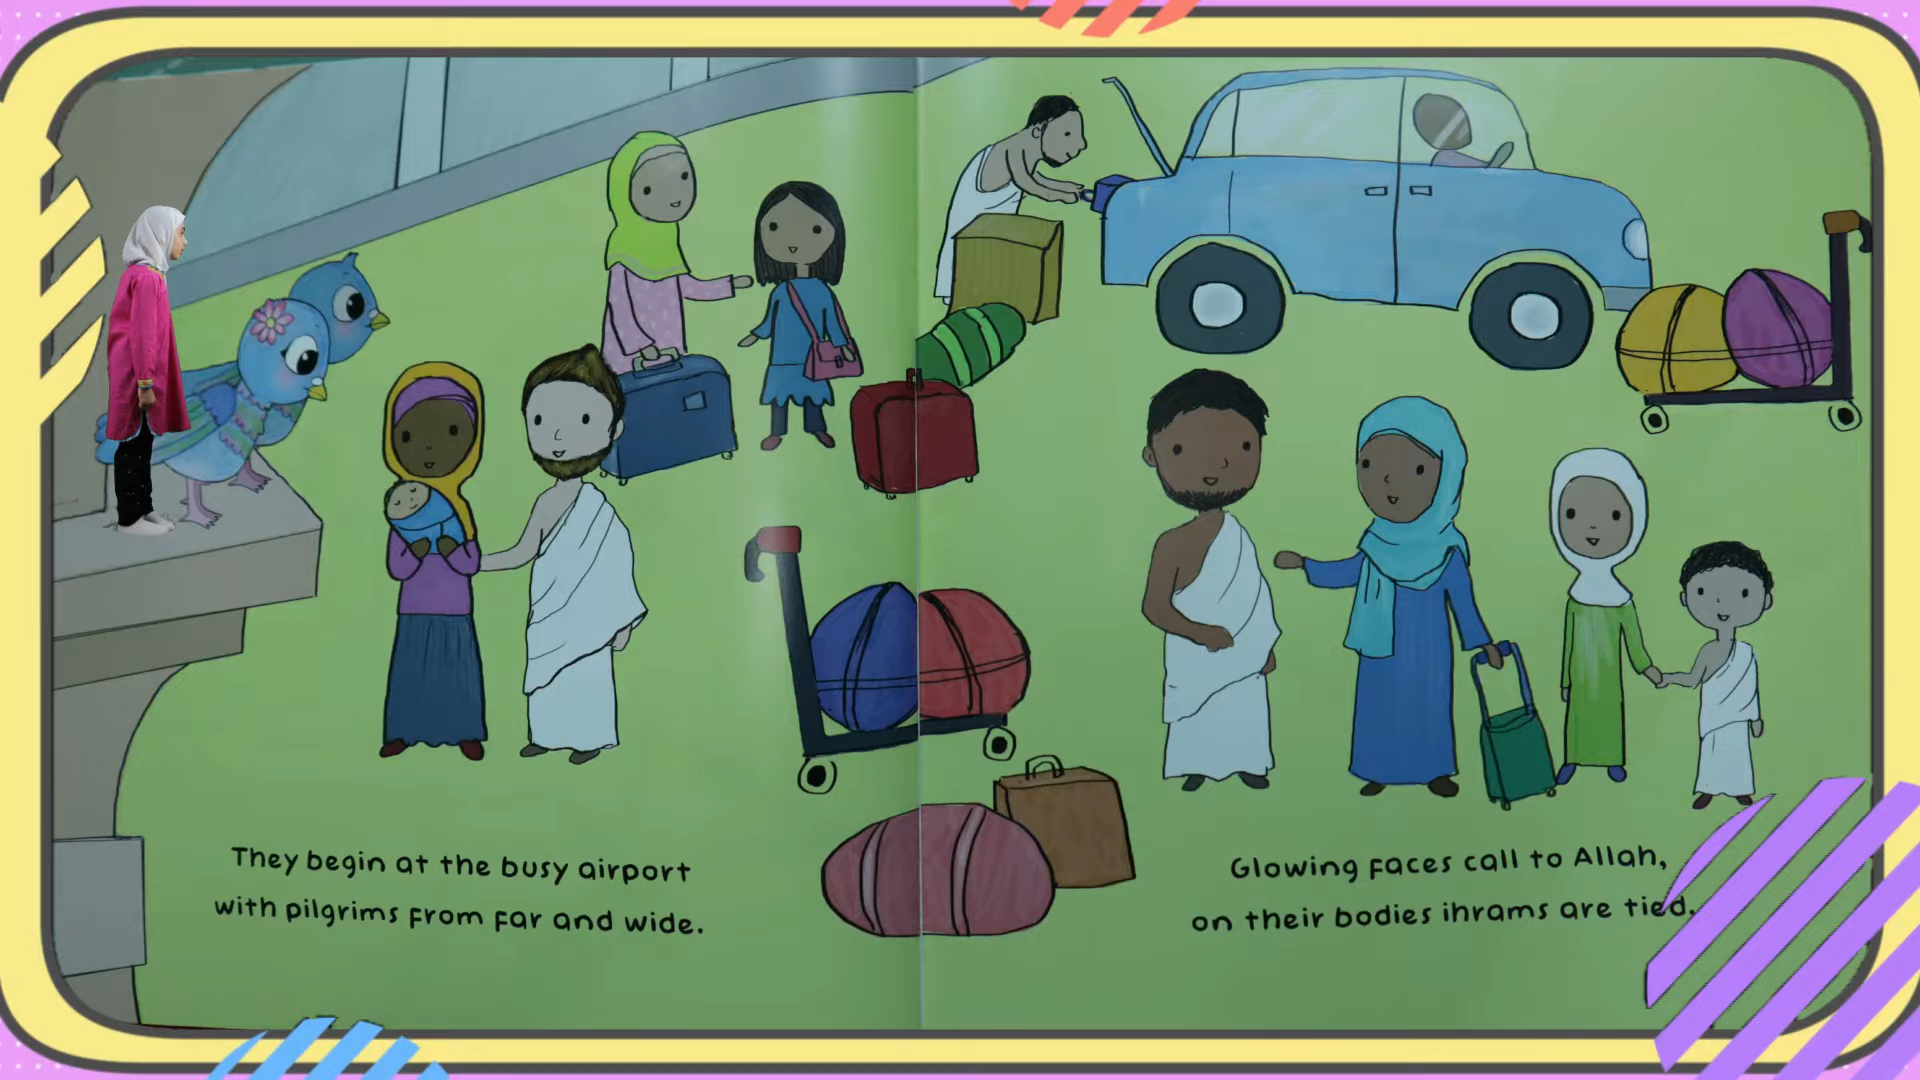 They begin at the busy airport
with pilgrims from far and wide.
Glowing faces call to Allah,
on their bodies ihrams are tied.